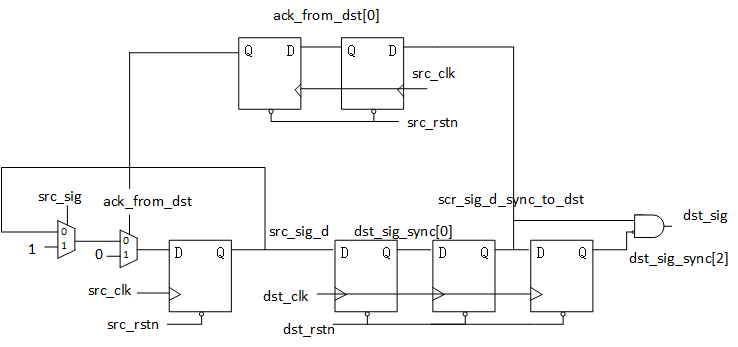 ack_from_dst[0]
Q D Q D
src_clk
src_rstn
src_sig ack_from_dst scr_sig_d_sync_to_dst
0 0 src_sig_d dst_sig_sync[0] dst_sig
1 1 0 1 D Q D Q D Q D Q dst_sig_sync[2]
src_clk dst_clk
src_rstn dst_rstn